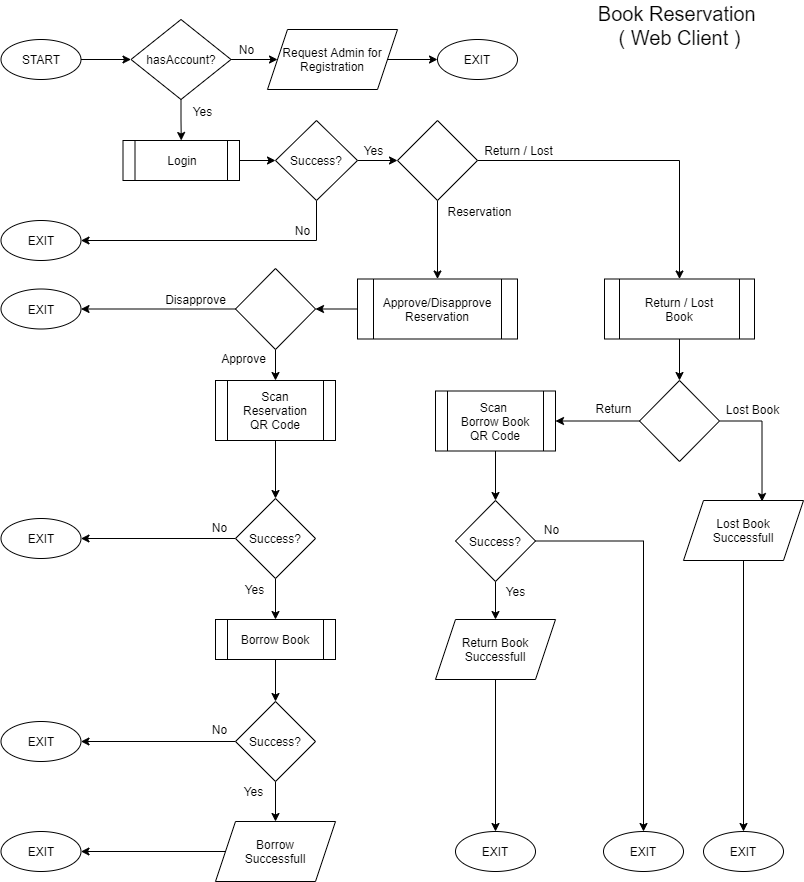 Book Reservation
( Web Client )
START
hasAccount?
No
Request Admin for
Registration
EXIT
Yes
Login
Success?
Yes
Return / Lost
Reservation
No
EXIT
EXIT
Disapprove
Approve/Disapprove
Reservation
Return / Lost
Book
Approve
Scan
Reservation
QR Code
Scan
Borrow Book
QR Code
Return
Lost Book
Lost Book
Successfull
EXIT
No
Success?
Success?
No
Yes
Yes
Borrow Book
Return Book
Successfull
EXIT
No
Success?
Yes
EXIT
Borrow
Successfull
EXIT
EXIT
EXIT